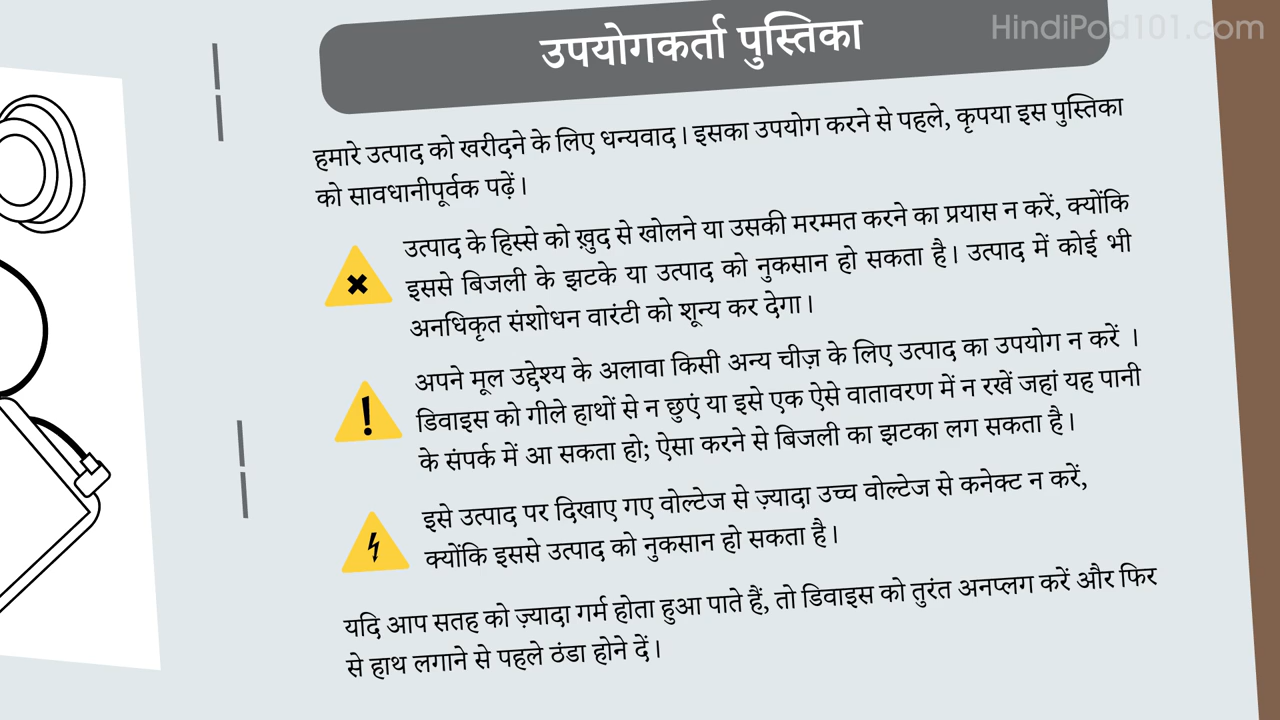 HindiPod101.com
उपयोगकर्ता पुस्तिका
हमारे उत्पाद को खरीदने के लिए धन्यवाद। इसका उपयोग करने से पहले, कृपया इस पुस्तिका
को सावधानीपूर्वक पढ़ें।
उत्पाद के हिस्से को ख़ुद से खोलने या उसकी मरम्मत करने का प्रयास न करें, क्योंकि
इससे बिजली के झटके या उत्पाद को नुकसान हो सकता है। उत्पाद में कोई भी
अनधिकृत संशोधन वारंटी को शून्य कर देगा।
अपने मूल उद्देश्य के अलावा किसी अन्य चीज़ के लिए उत्पाद का उपयोग न करें ।
डिवाइस को गीले हाथों से न छुएं या इसे एक ऐसे वातावरण में न रखें जहां यह पानी
के संपर्क में आ सकता हो; ऐसा करने से बिजली का झटका लग सकता है।
इसे उत्पाद पर दिखाए गए वोल्टेज से ज़्यादा उच्च वोल्टेज से कनेक्ट न करें,
क्योंकि इससे उत्पाद को नुकसान हो सकता है।
यदि आप सतह को ज़्यादा गर्म होता हुआ पाते हैं, तो डिवाइस को तुरंत अनप्लग करें और फिर
से हाथ लगाने से पहले ठंडा होने दें।